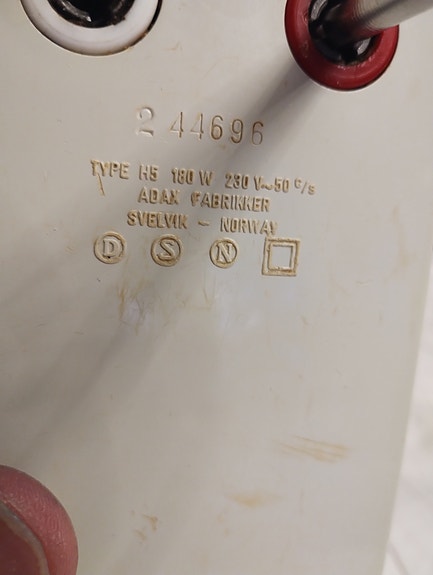 2 44696
TYPE H5 180 W 230 V~50 c/s
ADAX FABRIKKER
SVELVIK - NORWAY
D S N